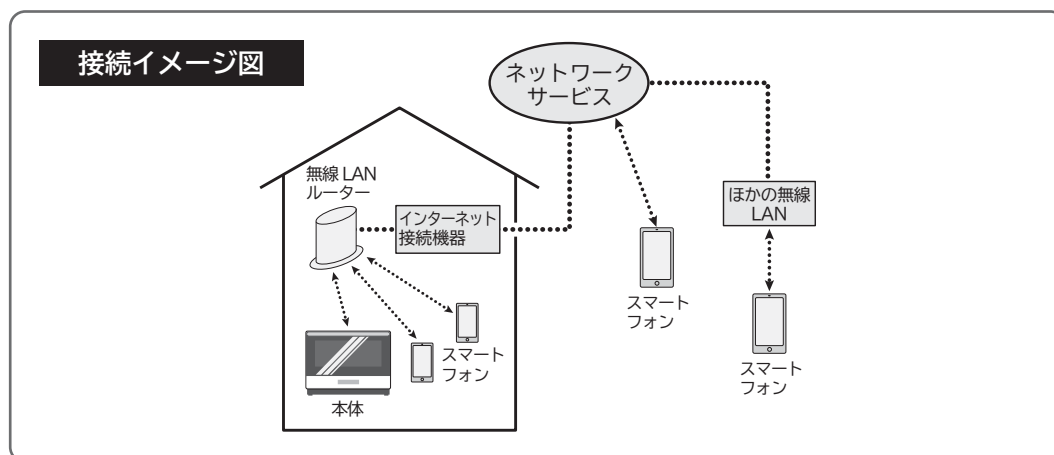 接続イメージ図
ネットワーク
サービス
無線 LAN
ルーター
インターネット
接続機器
ほかの無線
LAN
スマート
フォン
スマート
フォン
スマート
フォン
本体